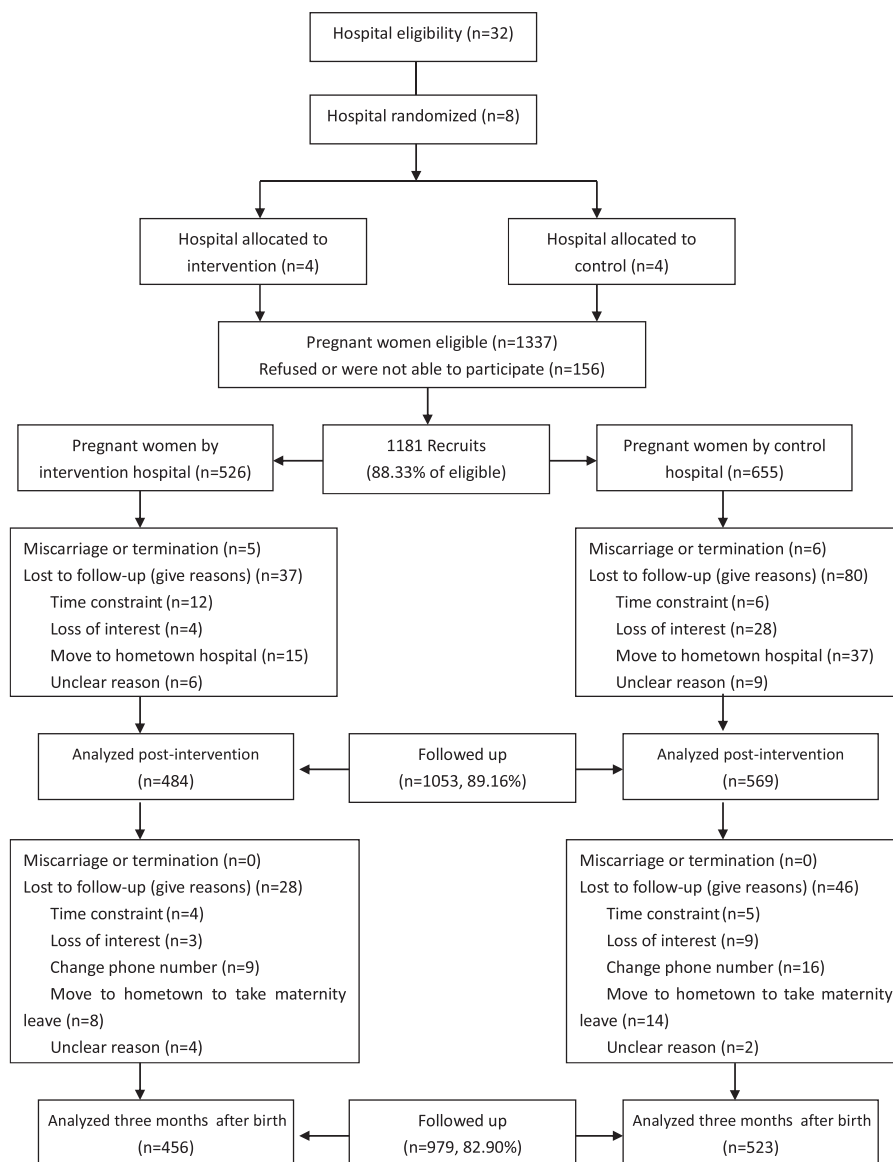 Hospital eligibility (n=32)
Hospital randomized (n=8)
Hospital allocated to
intervention (n=4)
Hospital allocated to
control (n=4)
Pregnant women eligible (n=1337)
Refused or were not able to participate (n=156)
Pregnant women by
intervention hospital (n=526)
1181 Recruits
(88.33% of eligible)
Pregnant women by control
hospital (n=655)
Miscarriage or termination (n=5)
Lost to follow-up (give reasons) (n=37)
Time constraint (n=12)
Loss of interest (n=4)
Move to hometown hospital (n=15)
Unclear reason (n=6)
Miscarriage or termination (n=6)
Lost to follow-up (give reasons) (n=80)
Time constraint (n=6)
Loss of interest (n=28)
Move to hometown hospital (n=37)
Unclear reason (n=9)
Analyzed post-intervention
(n=484)
Followed up
(n=1053, 89.16%)
Analyzed post-intervention
(n=569)
Miscarriage or termination (n=0)
Lost to follow-up (give reasons) (n=28)
Time constraint (n=4)
Loss of interest (n=3)
Change phone number (n=9)
Move to hometown to take maternity
leave (n=8)
Unclear reason (n=4)
Miscarriage or termination (n=0)
Lost to follow-up (give reasons) (n=46)
Time constraint (n=5)
Loss of interest (n=9)
Change phone number (n=16)
Move to hometown to take maternity
leave (n=14)
Unclear reason (n=2)
Analyzed three months after birth
(n=456)
Followed up
(n=979, 82.90%)
Analyzed three months after birth
(n=523)